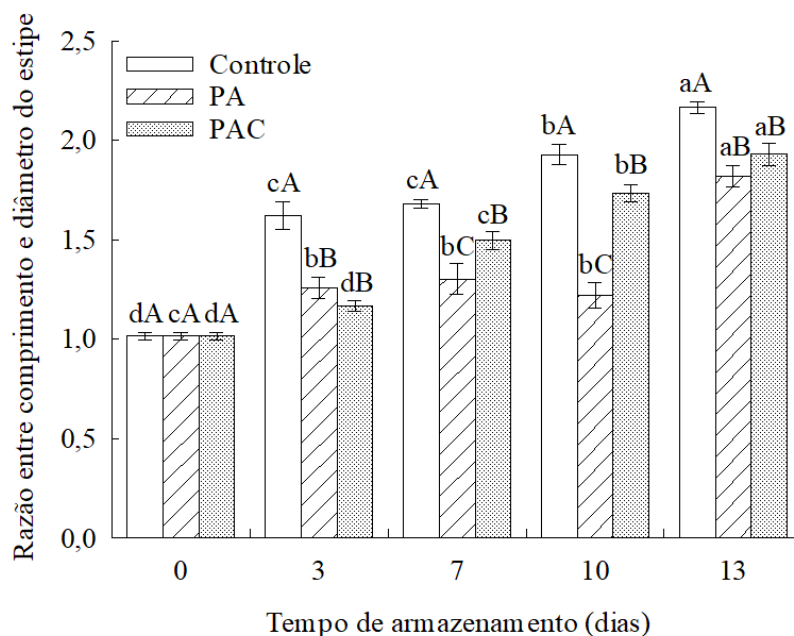 Razão entre comprimento e diâmetro do estipe
2,5
2,0
1,5
1,0
0,5
0,0
Controle
PA
PAC
dA cA dA
cA
bB
dB
cA
bC
cB
bA
bC
bB
aA
aB
aB
0 3 7 10 13
Tempo de armazenamento (dias)